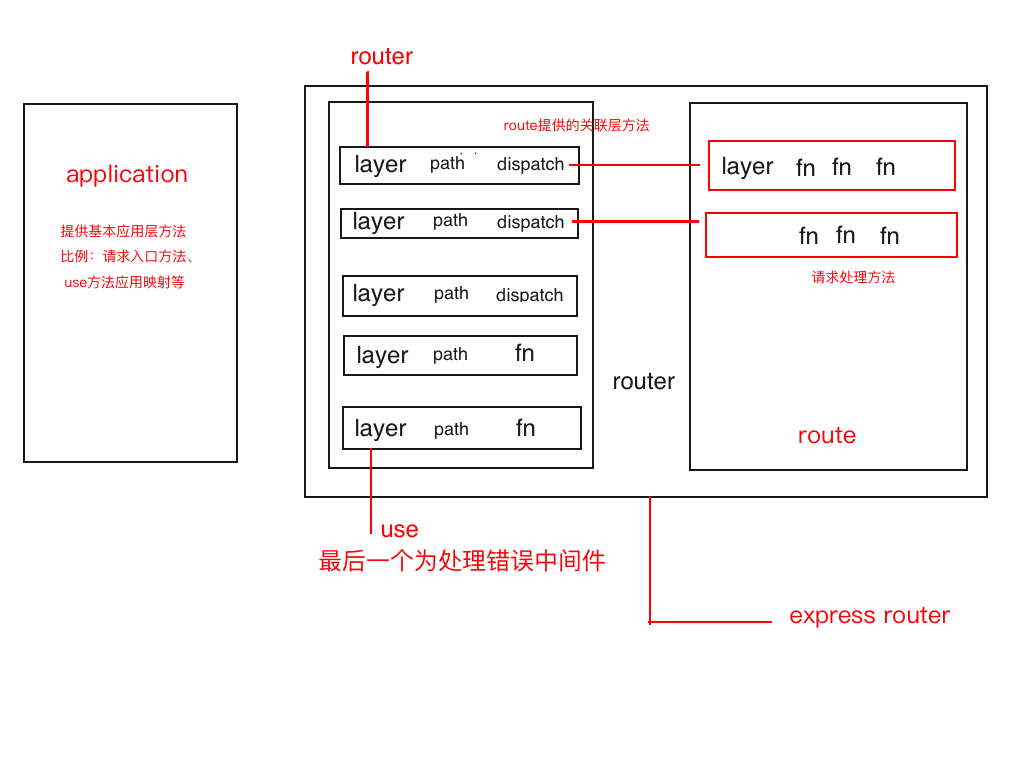 router
application
提供基本应用层方法
比例：请求入口方法、
use方法应用映射等
route提供的关联层方法
layer path dispatch
layer path dispatch
layer path dispatch
layer path fn
layer path fn
layer fn fn fn
fn fn fn
请求处理方法
router
route
use
最后一个为处理错误中间件
express router